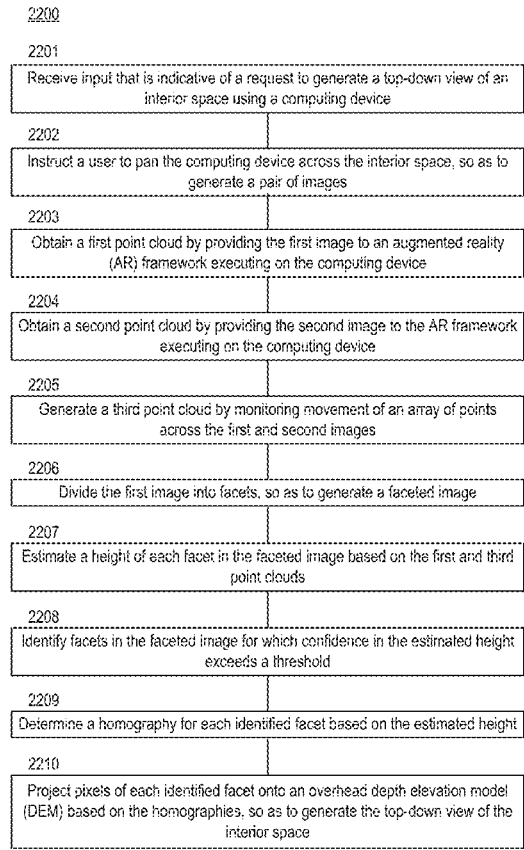 2200
2201
Receive input that is indicative of a request to generate a top-down view of an
interior space using a computing device
2202
Instruct a user to pan the computing device across the interior space, so as to
generate a pair of images
2203
Obtain a first point cloud by providing the first image to an augmented reality
(AR) framework executing on the computing device
2204
Obtain a second point cloud by providing the second image to the AR framework
executing on the computing device
2205
Generate a third point cloud by monitoring movement of an array of points
across the first and second images
2206
Divide the first image into facets, so as to generate a faceted image
2207
Estimate a height of each facet in the faceted image based on the first and third
point clouds
2208
Identify facets in the faceted image for which confidence in the estimated height
exceeds a threshold
2209
Determine a homography for each identified facet based on the estimated height
2210
Project pixels of each identified facet onto an overhead depth elevation model
(DEM) based on the homographies, so as to generate the top-down view of the
interior space